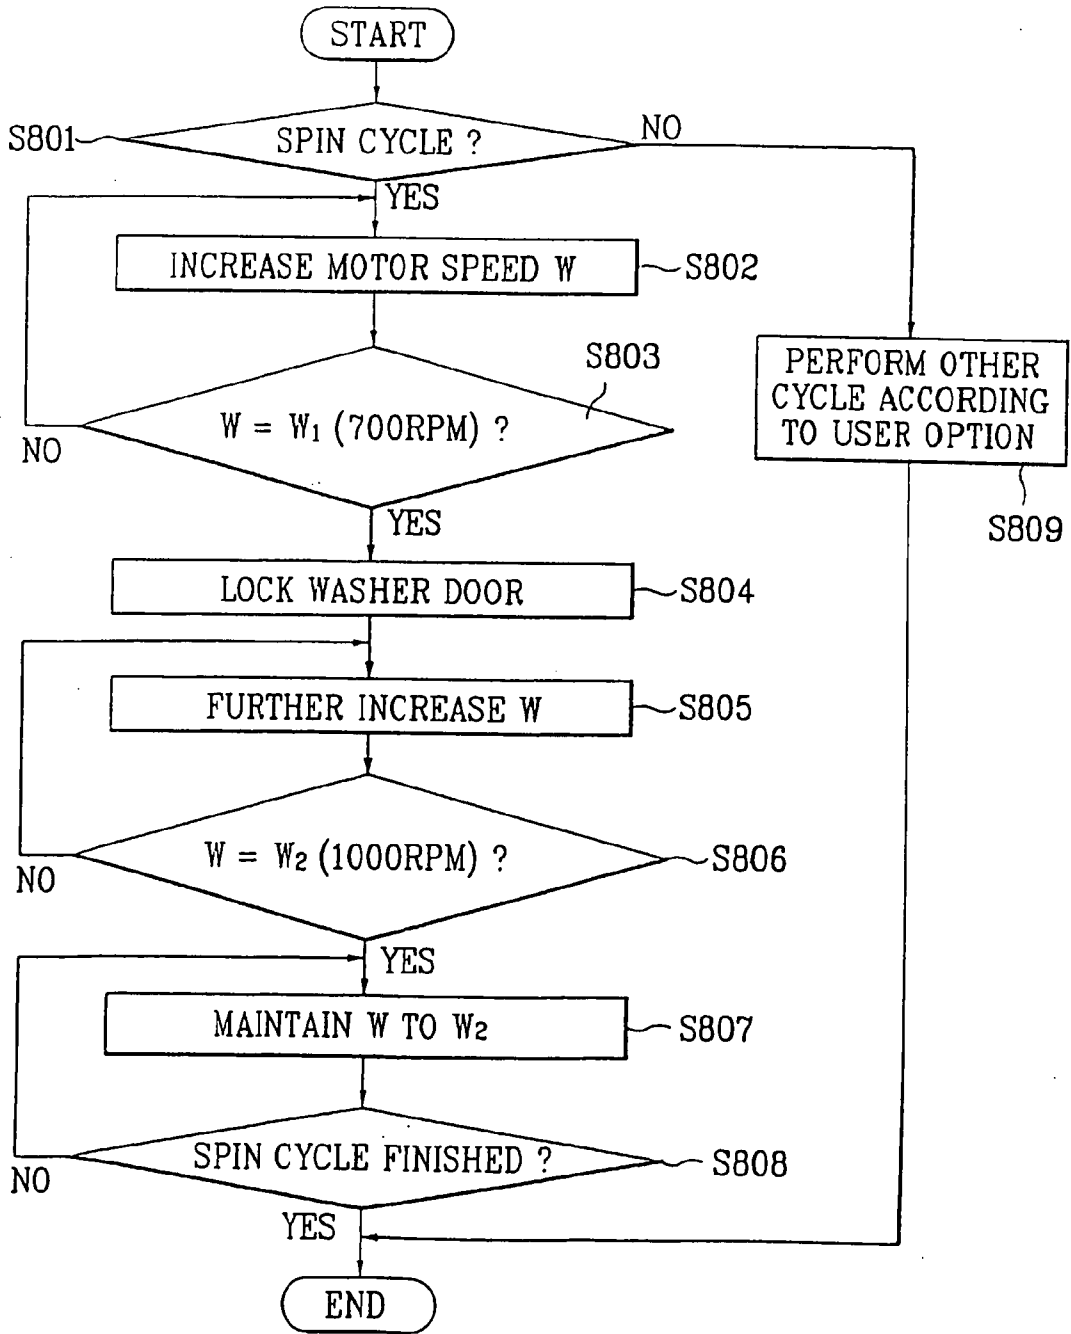 START
S801
SPIN CYCLE ?
NO
YES
INCREASE MOTOR SPEED W
S802
S803
W = W1 (700RPM) ?
NO
YES
PERFORM OTHER
CYCLE ACCORDING
TO USER OPTION
S809
LOCK WASHER DOOR
S804
FURTHER INCREASE W
S805
W = W2 (1000RPM) ?
S806
NO
YES
MAINTAIN W TO W2
S807
SPIN CYCLE FINISHED ?
S808
NO
YES
END